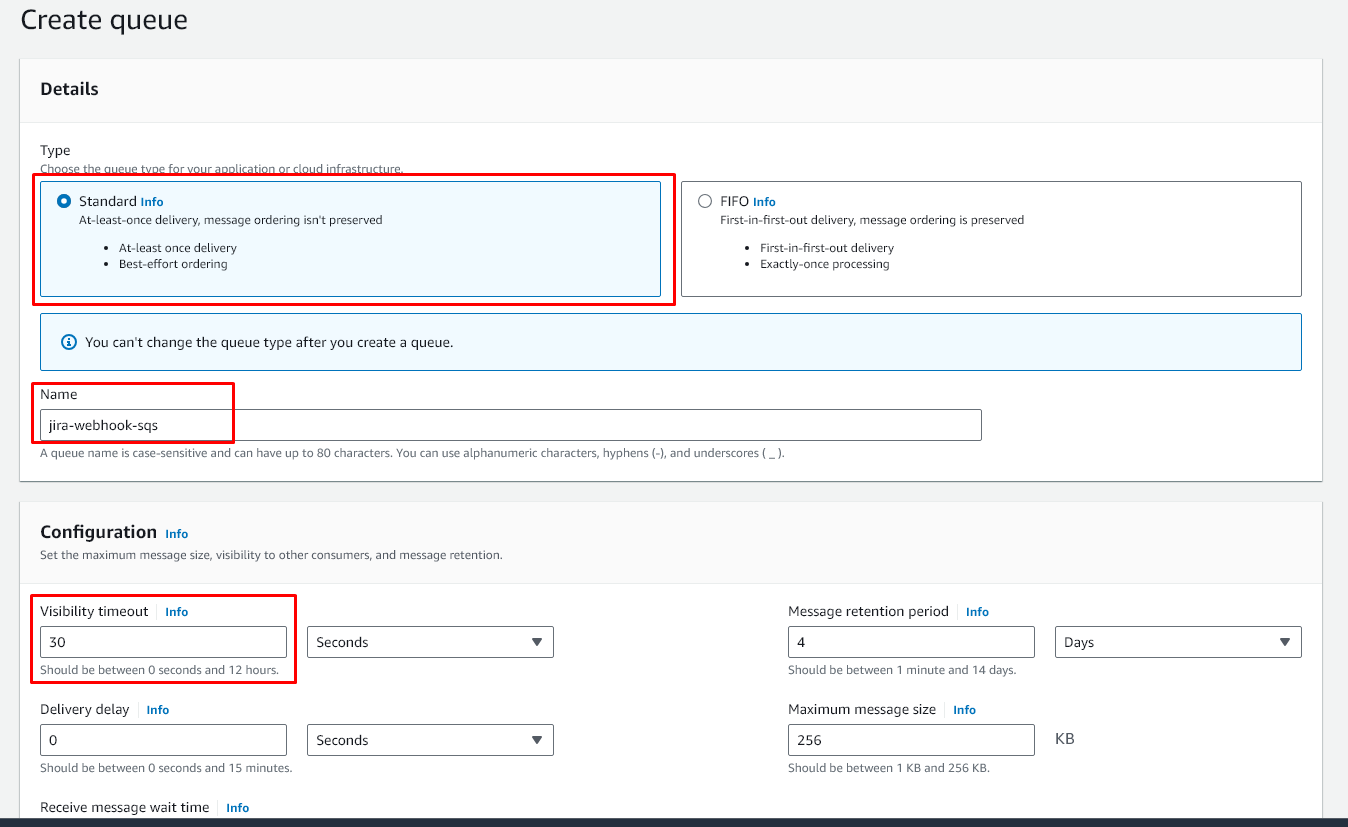 Create queue
Details
Type
Choose the queue type for your application or cloud infrastructure.
Standard Info
At-least-once delivery, message ordering isn't preserved
• At-least once delivery
• Best-effort ordering
FIFO Info
First-in-first-out delivery, message ordering is preserved
• First-in-first-out delivery
• Exactly-once processing
You can't change the queue type after you create a queue.
Name
jira-webhook-sqs
A queue name is case-sensitive and can have up to 80 characters. You can use alphanumeric characters, hyphens (-), and underscores ( _ ).
Configuration Info
Set the maximum message size, visibility to other consumers, and message retention.
Visibility timeout Info
30 Seconds
Should be between 0 seconds and 12 hours.
Message retention period Info
4 Days
Should be between 1 minute and 14 days.
Delivery delay Info
0 Seconds
Should be between 0 seconds and 15 minutes.
Maximum message size Info
256 KB
Should be between 1 KB and 256 KB.
Receive message wait time Info